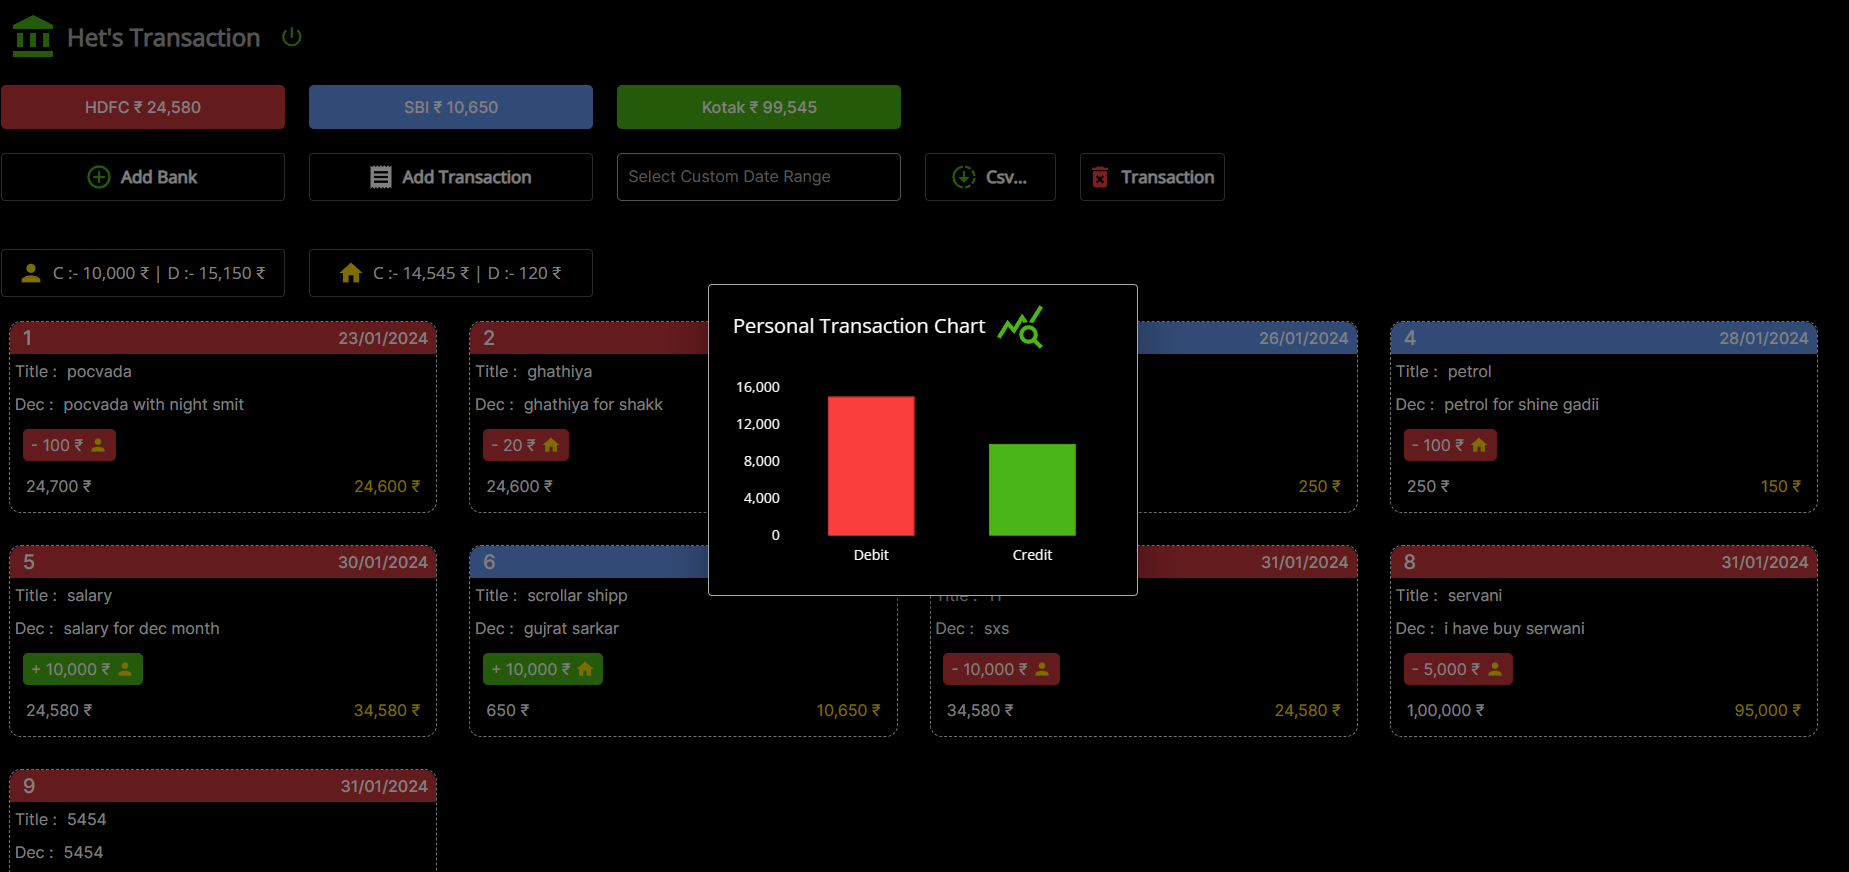 Het's Transaction
HDFC ₹ 24,580
SBI ₹ 10,650
Kotak ₹ 99,545
Add Bank
Add Transaction
Select Custom Date Range
Csv...
Transaction
C :- 10,000 ₹ | D :- 15,150 ₹
C :- 14,545 ₹ | D :- 120 ₹
Personal Transaction Chart
16,000
12,000
8,000
4,000
0
Debit
Credit
1 23/01/2024
Title : pocvada
Dec : pocvada with night smit
- 100 ₹
24,700 ₹ 24,600 ₹
2
Title : ghathiya
Dec : ghathiya for shakk
- 20 ₹
24,600 ₹
26/01/2024
250 ₹
4 28/01/2024
Title : petrol
Dec : petrol for shine gadii
- 100 ₹
250 ₹ 150 ₹
5 30/01/2024
Title : salary
Dec : salary for dec month
+ 10,000 ₹
24,580 ₹ 34,580 ₹
6
Title : scrollar shipp
Dec : gujrat sarkar
+ 10,000 ₹
650 ₹ 10,650 ₹
31/01/2024
Title :
Dec : sxs
- 10,000 ₹
34,580 ₹ 24,580 ₹
8 31/01/2024
Title : servani
Dec : i have buy serwani
- 5,000 ₹
1,00,000 ₹ 95,000 ₹
9 31/01/2024
Title : 5454
Dec : 5454